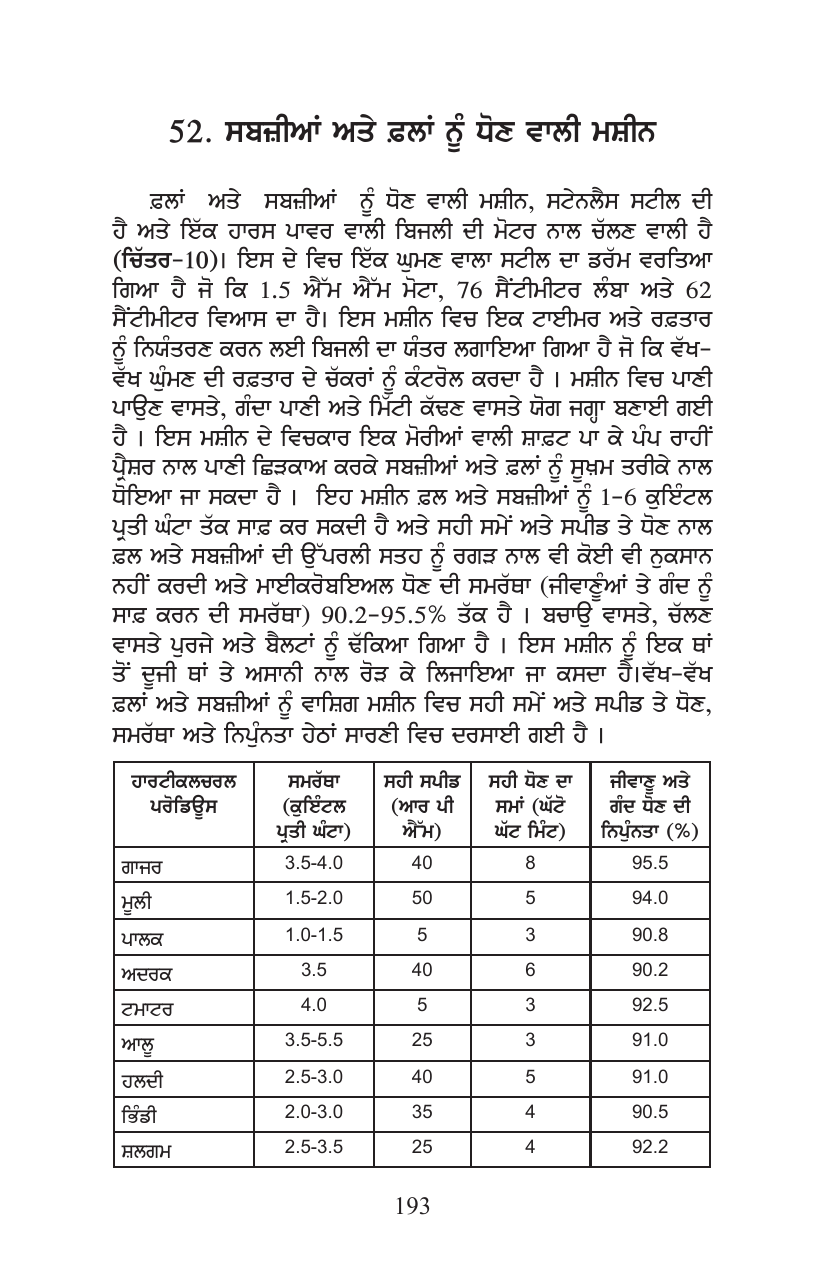 52. ਸਬਜ਼ੀਆਂ ਅਤੇ ਫ਼ਲਾਂ ਨੂੰ ਧੋਣ ਵਾਲੀ ਮਸ਼ੀਨ
ਫ਼ਲਾਂ ਅਤੇ ਸਬਜ਼ੀਆਂ ਨੂੰ ਧੋਣ ਵਾਲੀ ਮਸ਼ੀਨ, ਸਟੇਨਲੈਸ ਸਟੀਲ ਦੀ
ਹੈ ਅਤੇ ਇੱਕ ਹਾਰਸ ਪਾਵਰ ਵਾਲੀ ਬਿਜਲੀ ਦੀ ਮੋਟਰ ਨਾਲ ਚੱਲਣ ਵਾਲੀ ਹੈ
(ਚਿੱਤਰ-10)। ਇਸ ਦੇ ਵਿਚ ਇੱਕ ਘੁਮਣ ਵਾਲਾ ਸਟੀਲ ਦਾ ਡਰੱਮ ਵਰਤਿਆ
ਗਿਆ ਹੈ ਜੋ ਕਿ 1.5 ਐੱਮ ਐੱਮ ਮੋਟਾ, 76 ਸੈਂਟੀਮੀਟਰ ਲੰਬਾ ਅਤੇ 62
ਸੈਂਟੀਮੀਟਰ ਵਿਆਸ ਦਾ ਹੈ। ਇਸ ਮਸ਼ੀਨ ਵਿਚ ਇਕ ਟਾਈਮਰ ਅਤੇ ਰਫ਼ਤਾਰ
ਨੂੰ ਨਿਯੰਤਰਣ ਕਰਨ ਲਈ ਬਿਜਲੀ ਦਾ ਯੰਤਰ ਲਗਾਇਆ ਗਿਆ ਹੈ ਜੋ ਕਿ ਵੱਖ-
ਵੱਖ ਘੁੰਮਣ ਦੀ ਰਫ਼ਤਾਰ ਦੇ ਚੱਕਰਾਂ ਨੂੰ ਕੰਟਰੋਲ ਕਰਦਾ ਹੈ । ਮਸ਼ੀਨ ਵਿਚ ਪਾਣੀ
ਪਾਉਣ ਵਾਸਤੇ, ਗੰਦਾ ਪਾਣੀ ਅਤੇ ਮਿੱਟੀ ਕੱਢਣ ਵਾਸਤੇ ਯੋਗ ਜਗ੍ਹਾ ਬਣਾਈ ਗਈ
ਹੈ । ਇਸ ਮਸ਼ੀਨ ਦੇ ਵਿਚਕਾਰ ਇਕ ਮੋਰੀਆਂ ਵਾਲੀ ਸ਼ਾਫ਼ਟ ਪਾ ਕੇ ਪੰਪ ਰਾਹੀਂ
ਪ੍ਰੈਸ਼ਰ ਨਾਲ ਪਾਣੀ ਛਿੜਕਾਅ ਕਰਕੇ ਸਬਜ਼ੀਆਂ ਅਤੇ ਫ਼ਲਾਂ ਨੂੰ ਸੂਖ਼ਮ ਤਰੀਕੇ ਨਾਲ
ਧੋਇਆ ਜਾ ਸਕਦਾ ਹੈ । ਇਹ ਮਸ਼ੀਨ ਫ਼ਲ ਅਤੇ ਸਬਜ਼ੀਆਂ ਨੂੰ 1-6 ਕੁਇੰਟਲ
ਪ੍ਰਤੀ ਘੰਟਾ ਤੱਕ ਸਾਫ਼ ਕਰ ਸਕਦੀ ਹੈ ਅਤੇ ਸਹੀ ਸਮੇਂ ਅਤੇ ਸਪੀਡ ਤੇ ਧੋਣ ਨਾਲ
ਫ਼ਲ ਅਤੇ ਸਬਜ਼ੀਆਂ ਦੀ ਉੱਪਰਲੀ ਸਤਹ ਨੂੰ ਰਗੜ ਨਾਲ ਵੀ ਕੋਈ ਵੀ ਨੁਕਸਾਨ
ਨਹੀਂ ਕਰਦੀ ਅਤੇ ਮਾਈਕਰੋਬਇਅਲ ਧੋਣ ਦੀ ਸਮਰੱਥਾ (ਜੀਵਾਣੂੰਆਂ ਤੇ ਗੰਦ ਨੂੰ
ਸਾਫ਼ ਕਰਨ ਦੀ ਸਮਰੱਥਾ) 90.2-95.5% ਤੱਕ ਹੈ । ਬਚਾਉ ਵਾਸਤੇ, ਚੱਲਣ
ਵਾਸਤੇ ਪੁਰਜੇ ਅਤੇ ਬੈਲਟਾਂ ਨੂੰ ਢੱਕਿਆ ਗਿਆ ਹੈ । ਇਸ ਮਸ਼ੀਨ ਨੂੰ ਇਕ ਥਾਂ
ਤੋਂ ਦੂਜੀ ਥਾਂ ਤੇ ਅਸਾਨੀ ਨਾਲ ਰੋੜ ਕੇ ਲਿਜਾਇਆ ਜਾ ਕਸਦਾ ਹੈ।ਵੱਖ-ਵੱਖ
ਫ਼ਲਾਂ ਅਤੇ ਸਬਜ਼ੀਆਂ ਨੂੰ ਵਾਸ਼ਿਗ ਮਸ਼ੀਨ ਵਿਚ ਸਹੀ ਸਮੇਂ ਅਤੇ ਸਪੀਡ ਤੇ ਧੋਣ,
ਸਮਰੱਥਾ ਅਤੇ ਨਿਪੁੰਨਤਾ ਹੇਠਾਂ ਸਾਰਣੀ ਵਿਚ ਦਰਸਾਈ ਗਈ ਹੈ ।
ਹਾਰਟੀਕਲਚਰਲ ਸਮਰੱਥਾ ਸਹੀ ਸਪੀਡ ਸਹੀ ਧੋਣ ਦਾ ਜੀਵਾਣੂ ਅਤੇ
ਪਰੋਡਿਊਸ (ਕੁਇੰਟਲ (ਆਰ ਪੀ ਸਮਾਂ (ਘੱਟੋ ਗੰਦ ਧੋਣ ਦੀ
ਪ੍ਰਤੀ ਘੰਟਾ) ਐੱਮ) ਘੱਟ ਮਿੰਟ) ਨਿਪੁੰਨਤਾ (%)
ਗਾਜਰ 3.5-4.0 40 8 95.5
ਮੂਲੀ 1.5-2.0 50 5 94.0
ਪਾਲਕ 1.0-1.5 5 3 90.8
ਅਦਰਕ 3.5 40 6 90.2
ਟਮਾਟਰ 4.0 5 3 92.5
ਆਲੂ 3.5-5.5 25 3 91.0
ਹਲਦੀ 2.5-3.0 40 5 91.0
ਭਿੰਡੀ 2.0-3.0 35 4 90.5
ਸ਼ਲਗਮ 2.5-3.5 25 4 92.2
193